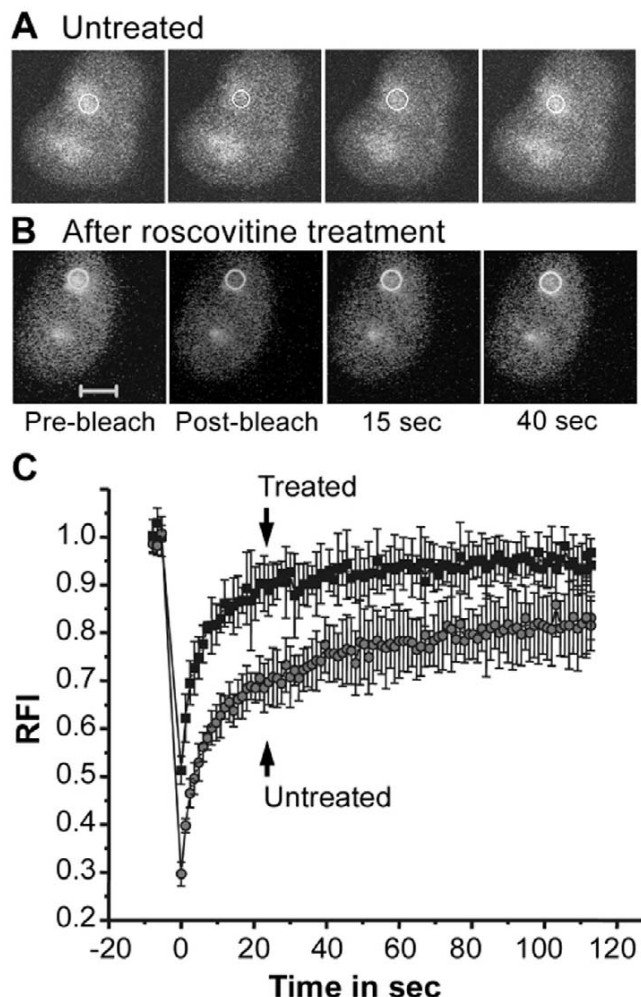 A Untreated
B After roscovitine treatment
Pre-bleach Post-bleach 15 sec 40 sec
C
Treated
1.0
0.9
0.8
0.7
0.6
0.5
0.4
0.3
0.2
RFI
Untreated
-20 0 20 40 60 80 100 120
Time in sec